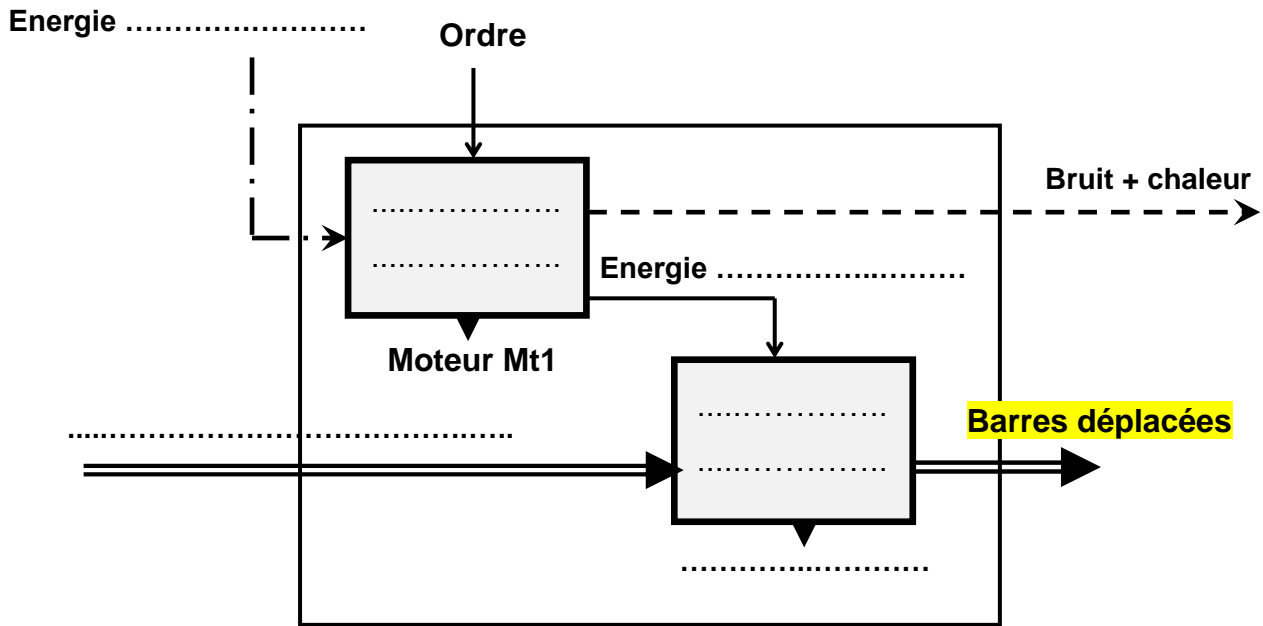 Energie ........................
Ordre
Bruit + chaleur
...................
...................
Energie ........................
Moteur Mt1
...................
Barres déplacées
.............................................
...................
........................